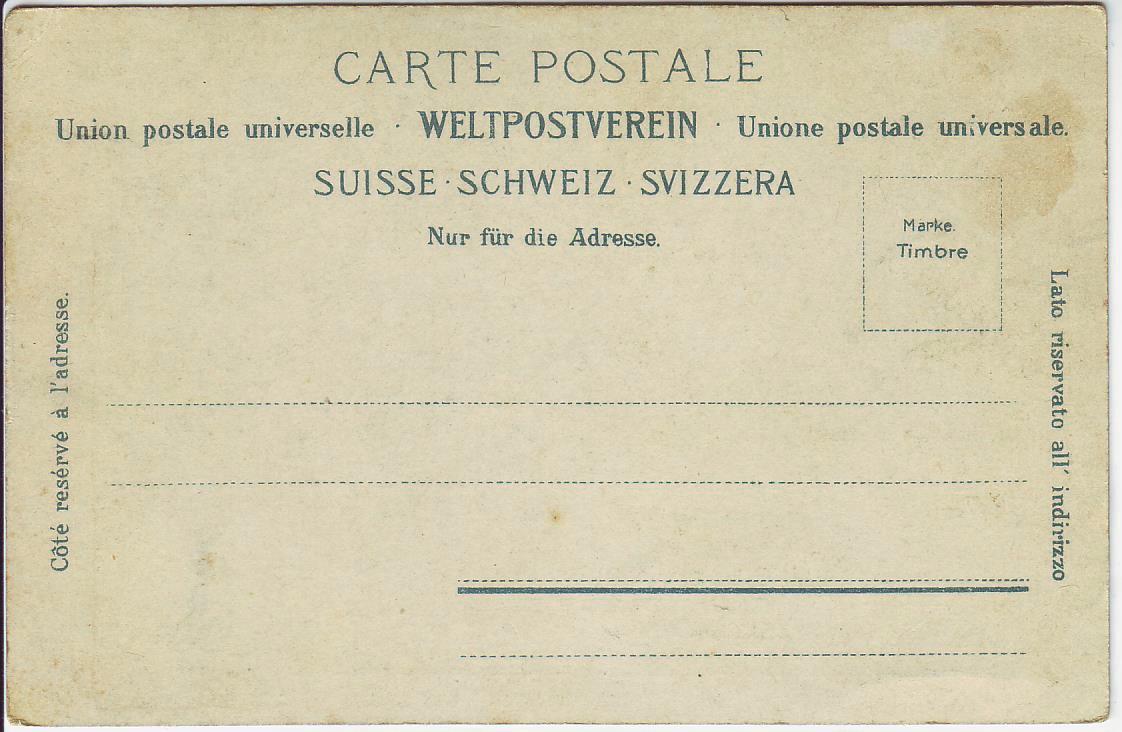 CARTE POSTALE
Union postale universelle · WELTPOSTVEREIN · Unione postale universale.
SUISSE · SCHWEIZ · SVIZZERA
Nur für die Adresse.
Marke.
Timbre
Côté resérvé à l'adresse.
Lato riservato all' indirizzo